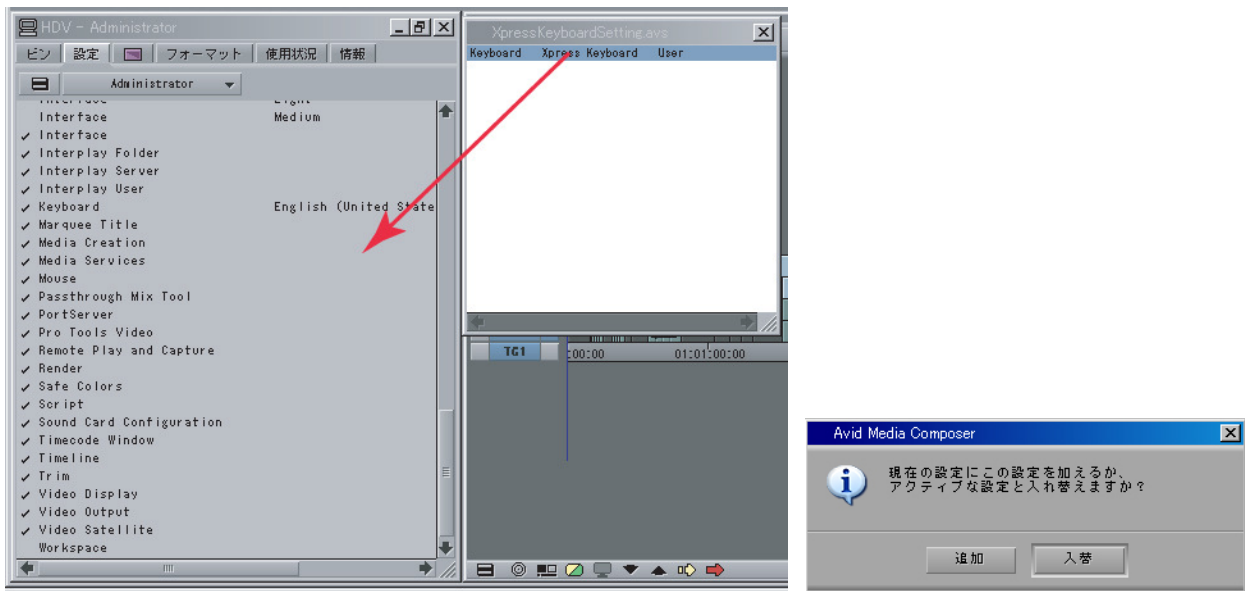 HDV - Administrator
ビン 設定 フォーマット 使用状況 情報
Administrator
Interface Medium
Interface
Interplay Folder
Interplay Server
Interplay User
Keyboard English (United State
Marquee Title
Media Creation
Media Services
Mouse
Passthrough Mix Tool
PortServer
Pro Tools Video
Remote Play and Capture
Render
Safe Colors
Script
Sound Card Configuration
Timecode Window
Timeline
Trim
Video Display
Video Output
Video Satellite
Workspace
XpressKeyboardSetting.avs
Keyboard Xpress Keyboard User
TC1 :00:00 01:01:00:00
Avid Media Composer
現在の設定にこの設定を加えるか、
アクティブな設定と入れ替えますか？
追加 入替